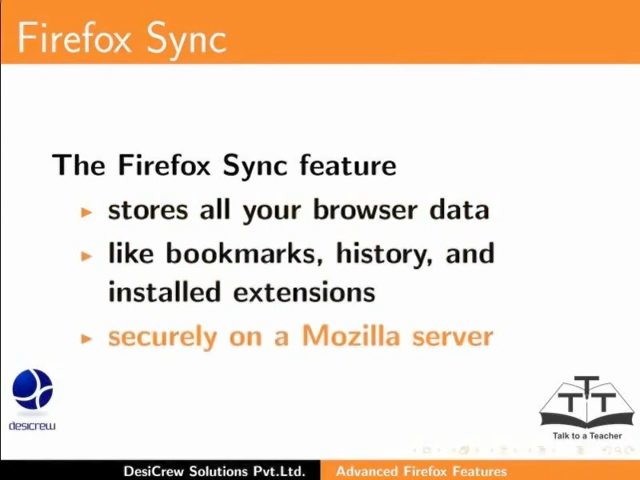 Firefox Sync
The Firefox Sync feature
stores all your browser data
like bookmarks, history, and
installed extensions
securely on a Mozilla server
desicrew
TTT
Talk to a Teacher
DesiCrew Solutions Pvt.Ltd. Advanced Firefox Features